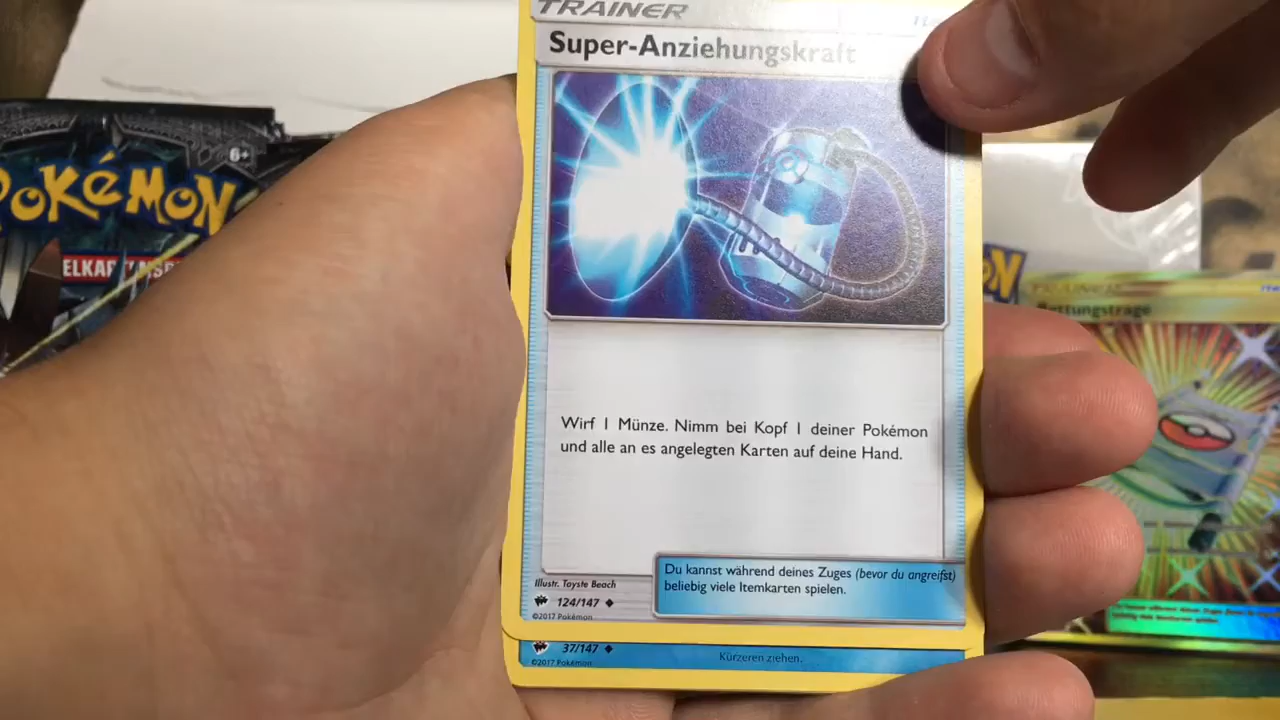 TRAINER
Super-Anziehungskraft
Wirf 1 Münze. Nimm bei Kopf 1 deiner Pokémon
und alle an es angelegten Karten auf deine Hand.
Du kannst während deines Zuges (bevor du angreifst)
beliebig viele Itemkarten spielen.
Illustr. Toyste Beach
124/147
©2017 Pokémon
37/147
Kürzeren ziehen.
©2017 Pokémon
6+
POKÉMON